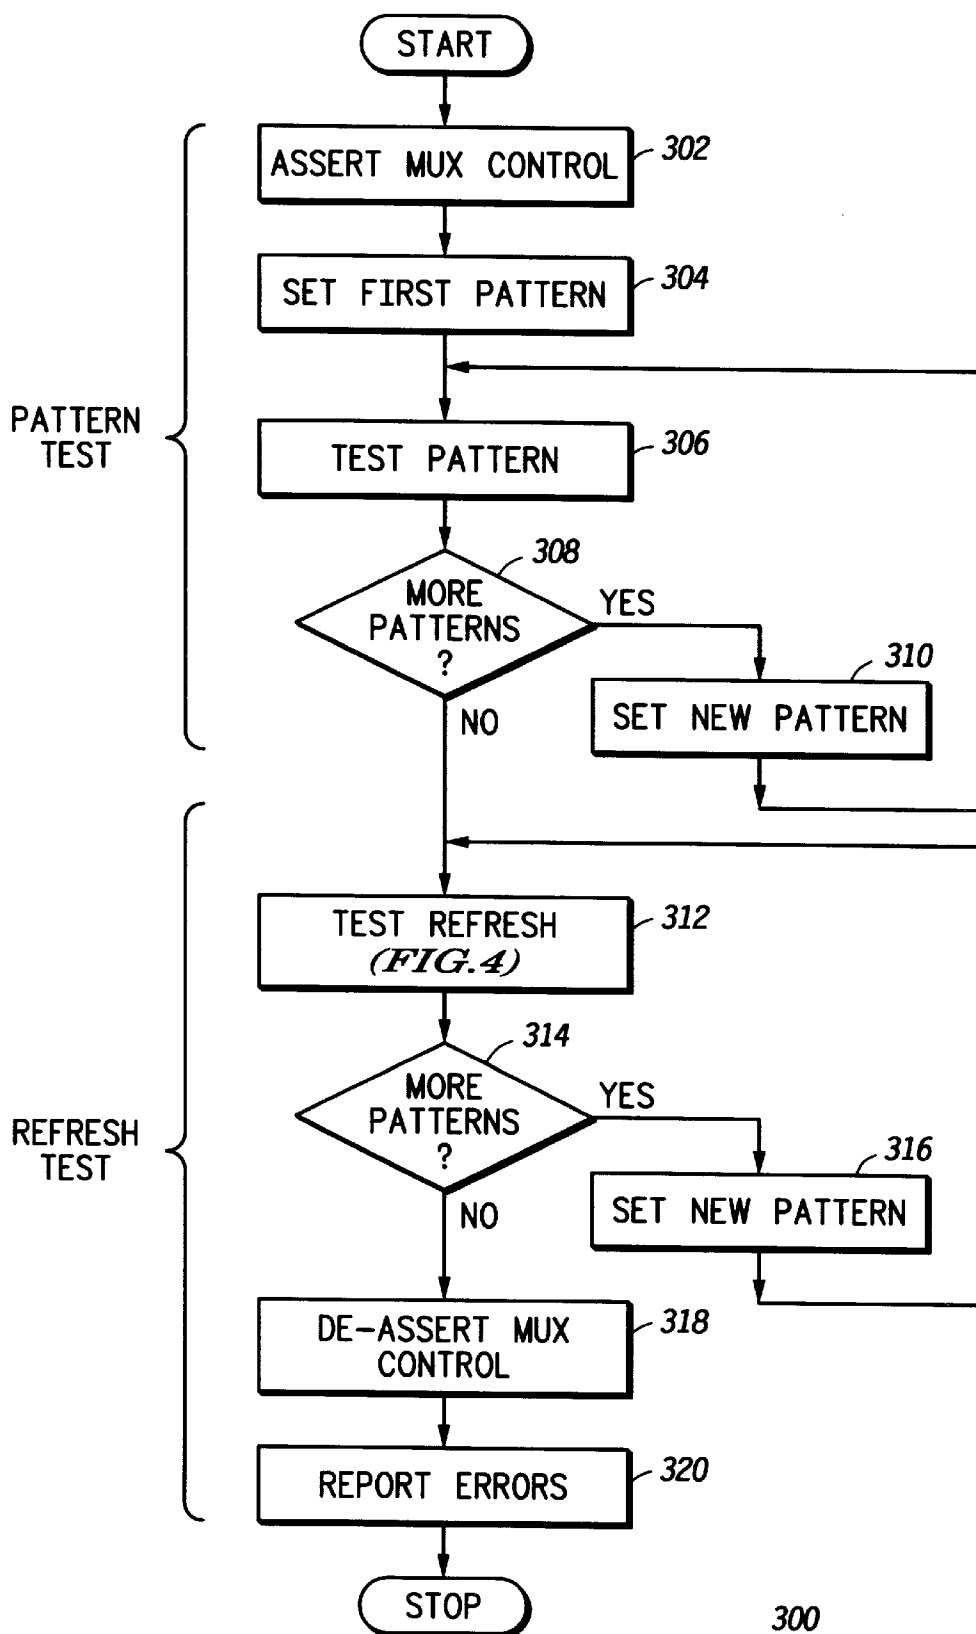 START
ASSERT MUX CONTROL
302
SET FIRST PATTERN
304
PATTERN
TEST
TEST PATTERN
306
308
MORE
PATTERNS
?
YES
NO
310
SET NEW PATTERN
TEST REFRESH
(FIG.4)
312
314
MORE
PATTERNS
?
YES
NO
REFRESH
TEST
316
SET NEW PATTERN
DE-ASSERT MUX
CONTROL
318
REPORT ERRORS
320
STOP
300